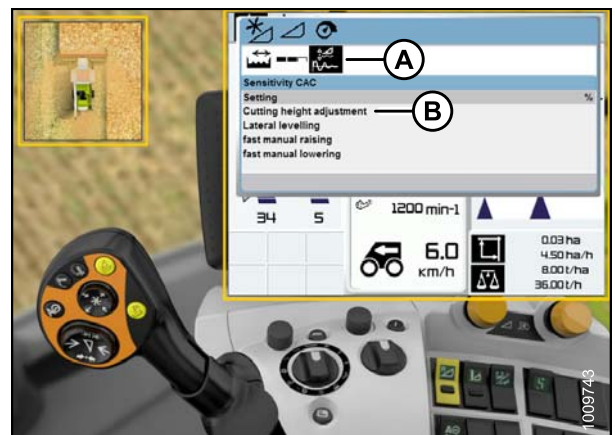 A
Sensitivity CAC
Setting %
Cutting height adjustment
B
Lateral levelling
fast manual raising
fast manual lowering
34 5
1200 min-1
6.0
km/h
0.03 ha
4.50 ha/h
8.00 t/ha
36.00 t/h
1009743